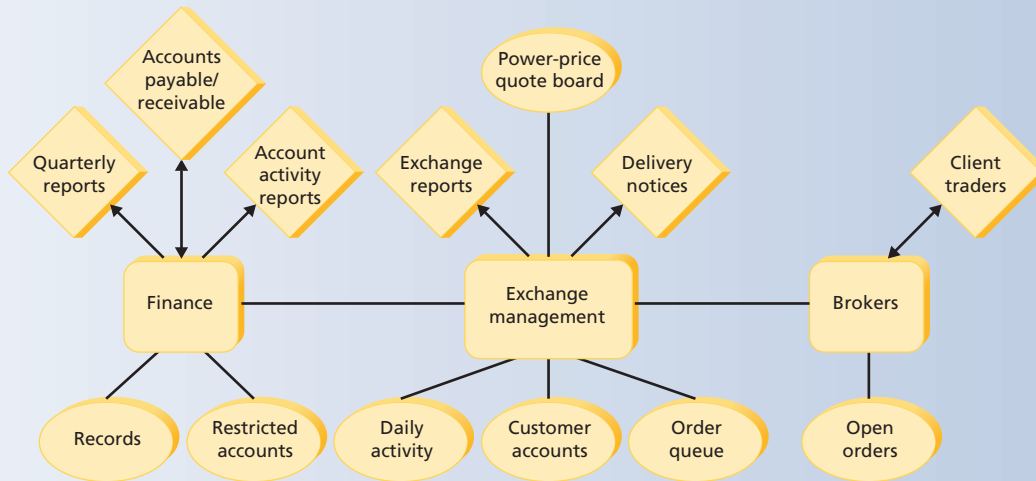 Accounts
payable/
receivable
Power-price
quote board
Quarterly
reports
Account
activity
reports
Exchange
reports
Delivery
notices
Client
traders
Finance
Exchange
management
Brokers
Records
Restricted
accounts
Daily
activity
Customer
accounts
Order
queue
Open
orders